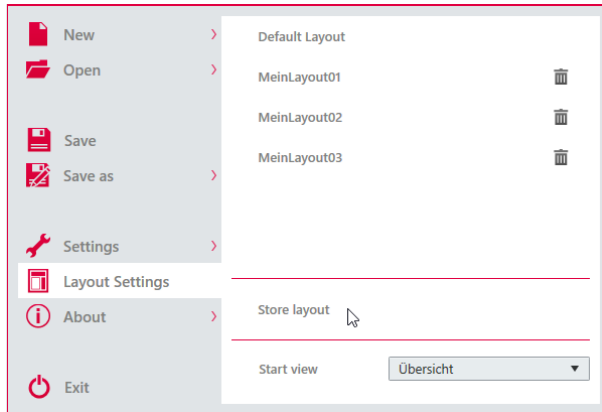 New
Open
Save
Save as
Settings
Layout Settings
About
Exit
Default Layout
MeinLayout01
MeinLayout02
MeinLayout03
Store layout
Start view
Übersicht